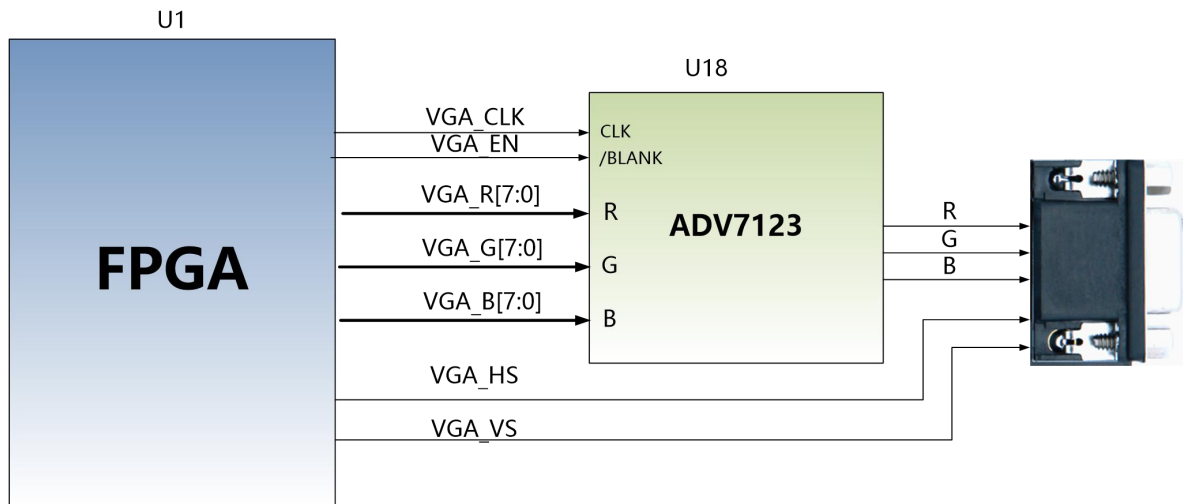 U1
U18
VGA_CLK
CLK
VGA_EN
/BLANK
VGA_R[7:0]
R
ADV7123
R
FPGA
VGA_G[7:0]
G
G
VGA_B[7:0]
B
B
VGA_HS
VGA_VS